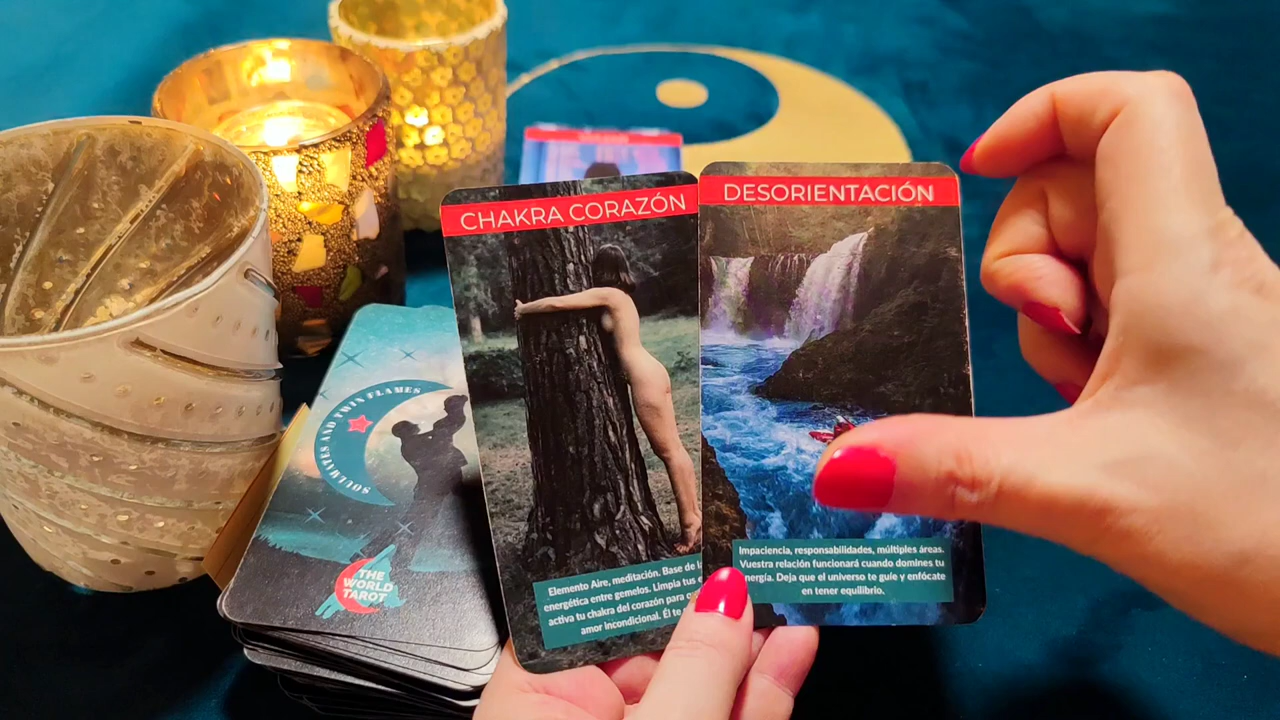 CHAKRA CORAZÓN
Elemento Aire, meditación. Base de
energética entre gemelos. Limpia tus
activa tu chakra del corazón para
amor incondicional. Él te
DESORIENTACIÓN
Impaciencia, responsabilidades, múltiples áreas.
Vuestra relación funcionará cuando domines tu
Deja que el universo te guíe y enfócate
en tener equilibrio.
SOULMATES AND TWIN FLAMES
THE
WORLD
TAROT